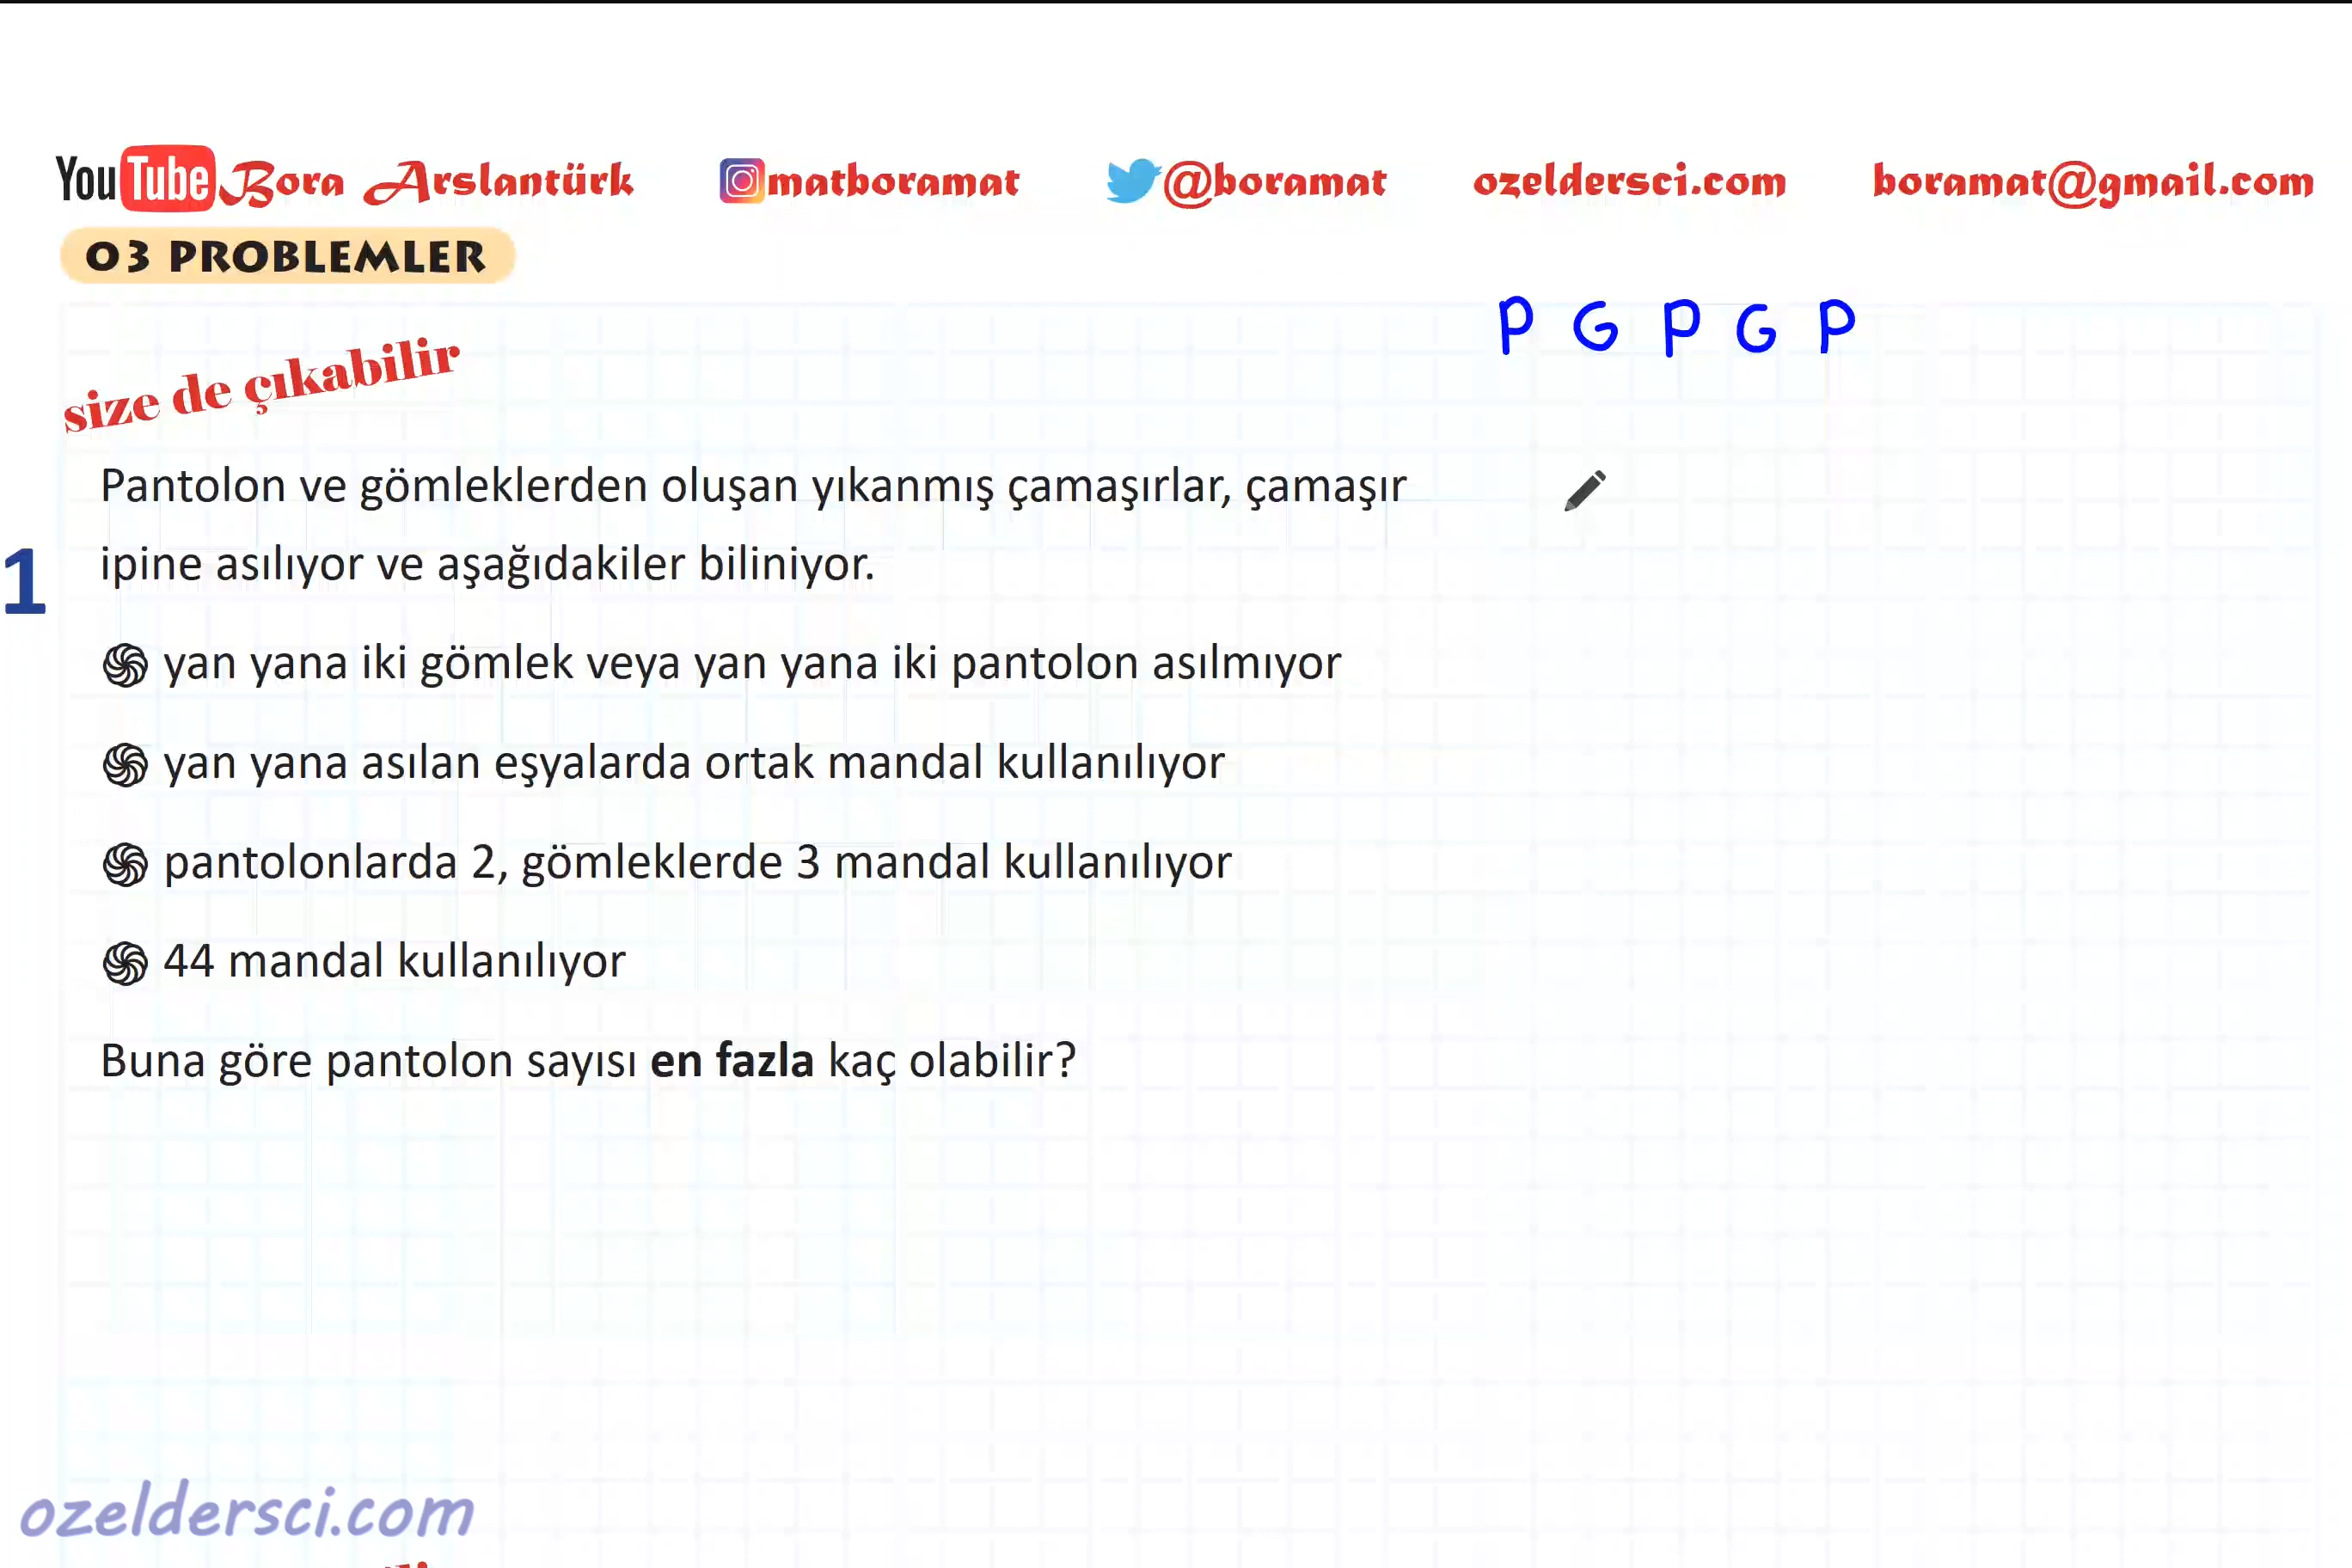 YouTube Bora Arslantürk matboramat @boramat ozeldersci.com boramat@gmail.com
03 PROBLEMLER
P G P G P
size de çıkabilir
Pantolon ve gömleklerden oluşan yıkanmış çamaşırlar, çamaşır
1 ipine asılıyor ve aşağıdakiler biliniyor.
yan yana iki gömlek veya yan yana iki pantolon asılmıyor
yan yana asılan eşyalarda ortak mandal kullanılıyor
pantolonlarda 2, gömleklerde 3 mandal kullanılıyor
44 mandal kullanılıyor
Buna göre pantolon sayısı en fazla kaç olabilir?
ozeldersci.com